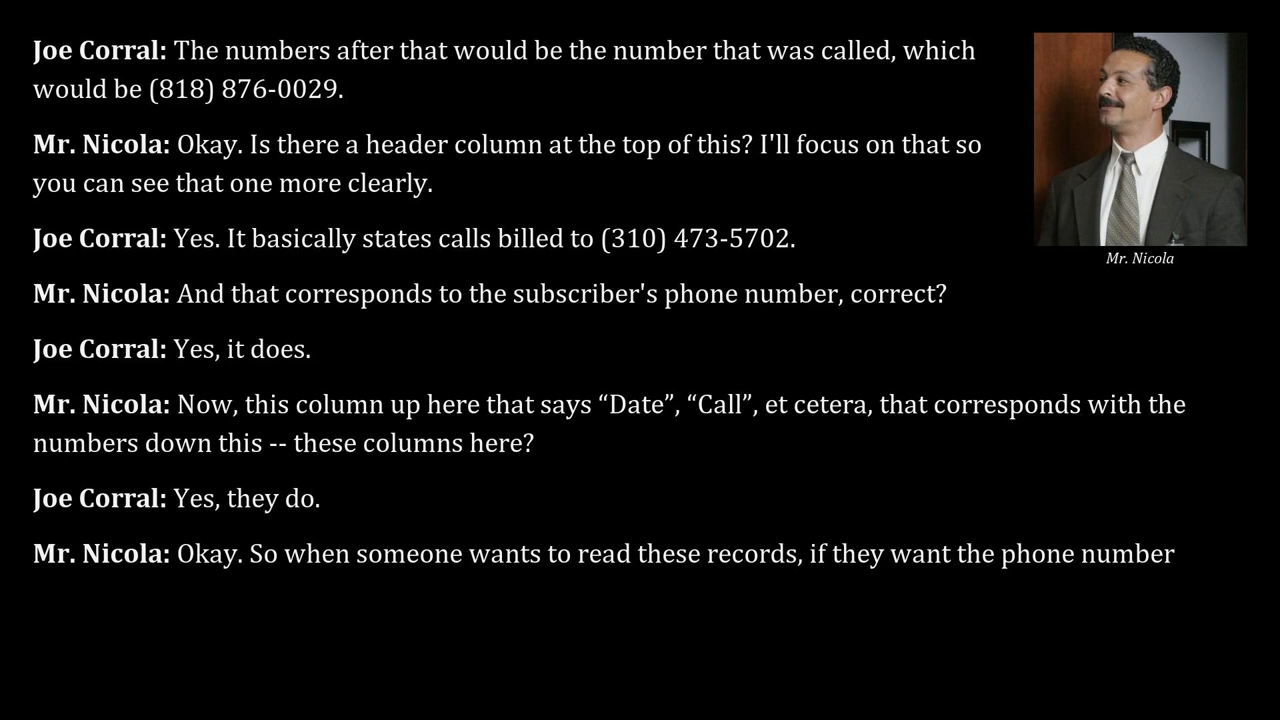 Joe Corral: The numbers after that would be the number that was called, which
would be (818) 876-0029.
Mr. Nicola: Okay. Is there a header column at the top of this? I'll focus on that so
you can see that one more clearly.
Joe Corral: Yes. It basically states calls billed to (310) 473-5702.
Mr. Nicola: And that corresponds to the subscriber's phone number, correct?
Joe Corral: Yes, it does.
Mr. Nicola: Now, this column up here that says “Date”, “Call”, et cetera, that corresponds with the
numbers down this -- these columns here?
Joe Corral: Yes, they do.
Mr. Nicola: Okay. So when someone wants to read these records, if they want the phone number
Mr. Nicola